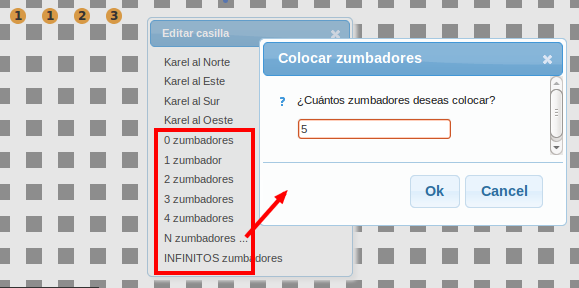 1 1 2 3
Editar casilla
Karel al Norte
Karel al Este
Karel al Sur
Karel al Oeste
0 zumbadores
1 zumbador
2 zumbadores
3 zumbadores
4 zumbadores
N zumbadores ...
INFINITOS zumbadores
Colocar zumbadores
¿Cuántos zumbadores deseas colocar?
5
Ok Cancel